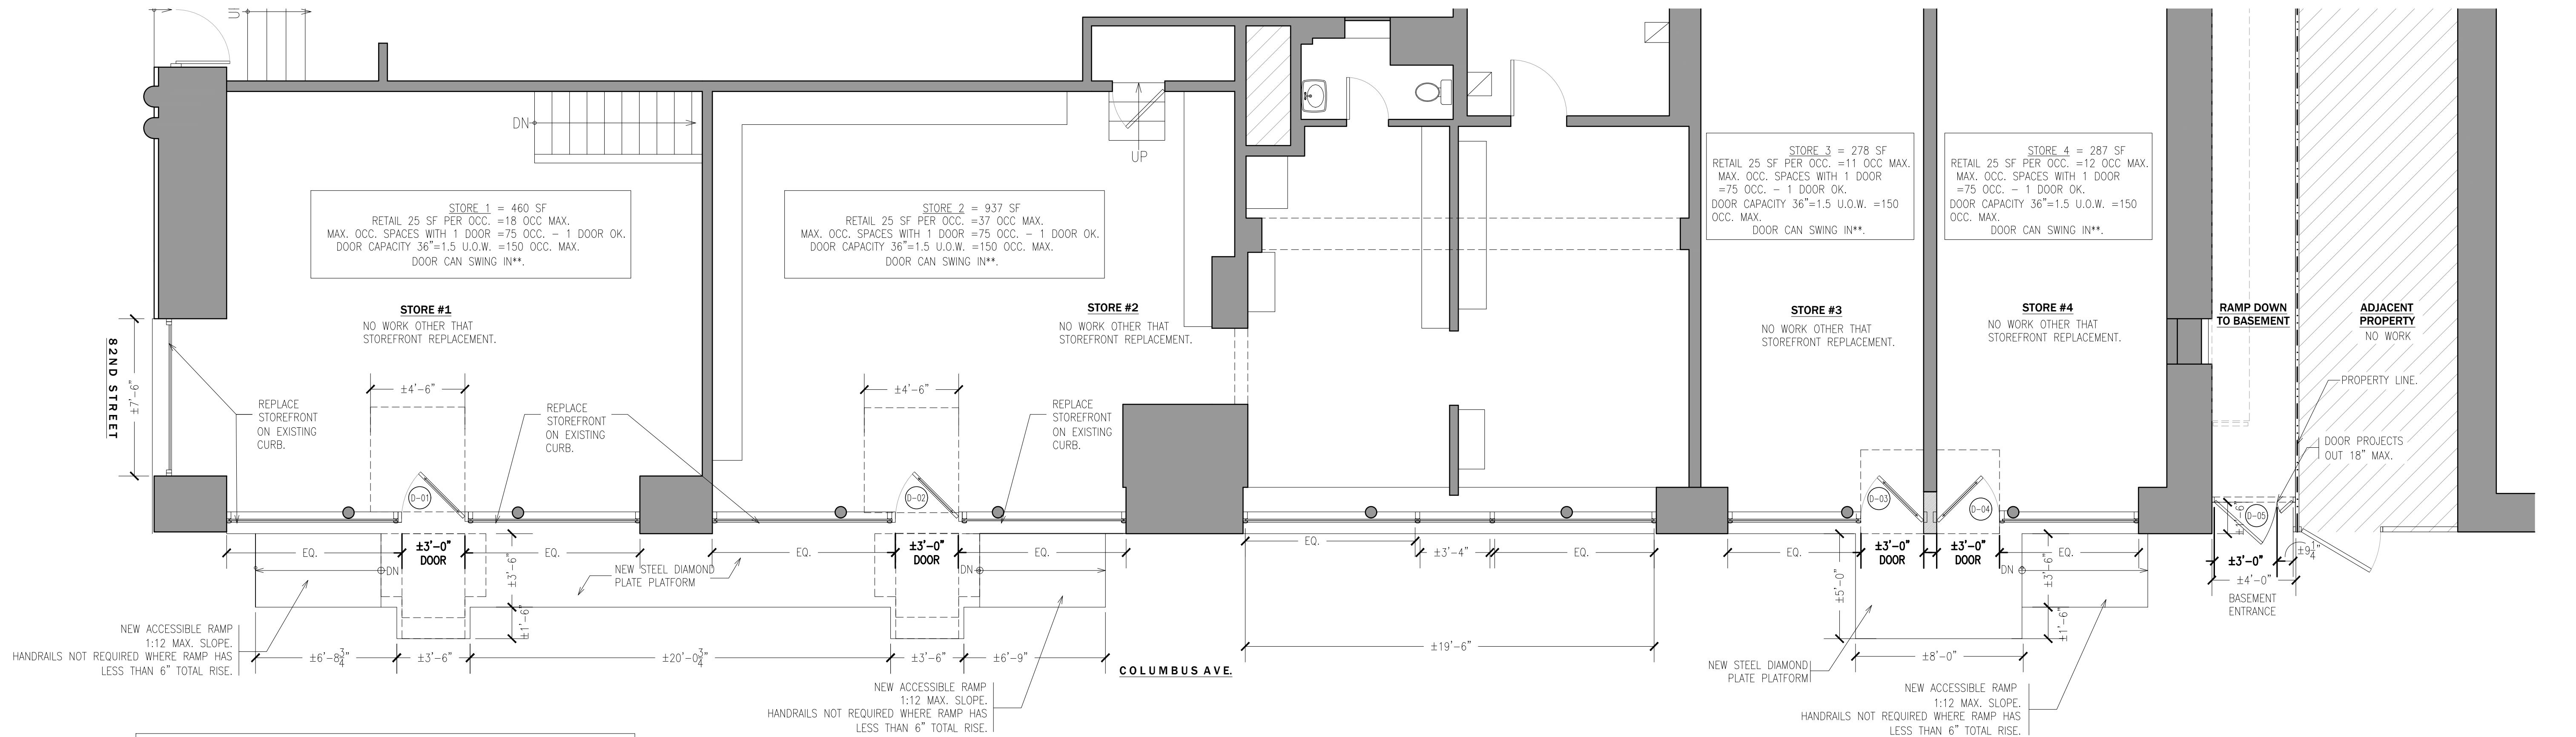 UI
DN
UP
STORE 1 = 460 SF
RETAIL 25 SF PER OCC. =18 OCC MAX.
MAX. OCC. SPACES WITH 1 DOOR =75 OCC. - 1 DOOR OK.
DOOR CAPACITY 36"=1.5 U.O.W. =150 OCC. MAX.
DOOR CAN SWING IN**.
STORE 2 = 937 SF
RETAIL 25 SF PER OCC. =37 OCC MAX.
MAX. OCC. SPACES WITH 1 DOOR =75 OCC. - 1 DOOR OK.
DOOR CAPACITY 36"=1.5 U.O.W. =150 OCC. MAX.
DOOR CAN SWING IN**.
STORE 3 = 278 SF
RETAIL 25 SF PER OCC. =11 OCC MAX.
MAX. OCC. SPACES WITH 1 DOOR
=75 OCC. - 1 DOOR OK.
DOOR CAPACITY 36"=1.5 U.O.W. =150
OCC. MAX.
DOOR CAN SWING IN**.
STORE 4 = 287 SF
RETAIL 25 SF PER OCC. =12 OCC MAX.
MAX. OCC. SPACES WITH 1 DOOR
=75 OCC. - 1 DOOR OK.
DOOR CAPACITY 36"=1.5 U.O.W. =150
OCC. MAX.
DOOR CAN SWING IN**.
STORE #1
NO WORK OTHER THAT
STOREFRONT REPLACEMENT.
STORE #2
NO WORK OTHER THAT
STOREFRONT REPLACEMENT.
STORE #3
NO WORK OTHER THAT
STOREFRONT REPLACEMENT.
STORE #4
NO WORK OTHER THAT
STOREFRONT REPLACEMENT.
RAMP DOWN
TO BASEMENT
ADJACENT
PROPERTY
NO WORK
82ND STREET
±7'-6"
REPLACE
STOREFRONT
ON EXISTING
CURB.
±4'-6"
REPLACE
STOREFRONT
ON EXISTING
CURB.
±4'-6"
REPLACE
STOREFRONT
ON EXISTING
CURB.
PROPERTY LINE.
DOOR PROJECTS
OUT 18" MAX.
D-01
D-02
D-03
D-04
D-05
±1'-6"
EQ.
±3'-0"
DOOR
EQ.
EQ.
±3'-0"
DOOR
EQ.
EQ.
±3'-4"
EQ.
EQ.
±3'-0"
DOOR
±3'-0"
DOOR
EQ.
±3'-0"
±9 1/4"
±4'-0"
BASEMENT
ENTRANCE
DN
±3'-6"
±1'-6"
NEW STEEL DIAMOND
PLATE PLATFORM
DN
±5'-0"
DN
±3'-6"
±1'-6"
NEW ACCESSIBLE RAMP
1:12 MAX. SLOPE.
HANDRAILS NOT REQUIRED WHERE RAMP HAS
LESS THAN 6" TOTAL RISE.
±6'-8 3/4"
±3'-6"
±20'-0 3/4"
±3'-6"
±6'-9"
±19'-6"
±8'-0"
COLUMBUS AVE.
NEW ACCESSIBLE RAMP
1:12 MAX. SLOPE.
HANDRAILS NOT REQUIRED WHERE RAMP HAS
LESS THAN 6" TOTAL RISE.
NEW STEEL DIAMOND
PLATE PLATFORM
NEW ACCESSIBLE RAMP
1:12 MAX. SLOPE.
HANDRAILS NOT REQUIRED WHERE RAMP HAS
LESS THAN 6" TOTAL RISE.